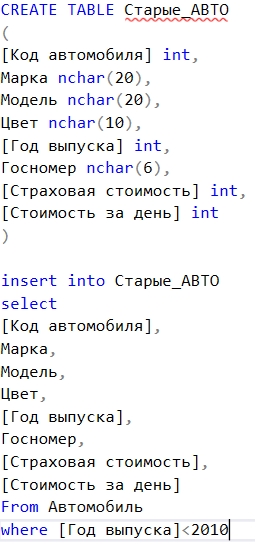 CREATE TABLE Старые_АВТО
(
[Код автомобиля] int,
Марка nchar(20),
Модель nchar(20),
Цвет nchar(10),
[Год выпуска] int,
Госномер nchar(6),
[Страховая стоимость] int,
[Стоимость за день] int
)

insert into Старые_АВТО
select
[Код автомобиля],
Марка,
Модель,
Цвет,
[Год выпуска],
Госномер,
[Страховая стоимость],
[Стоимость за день]
From Автомобиль
where [Год выпуска]<2010